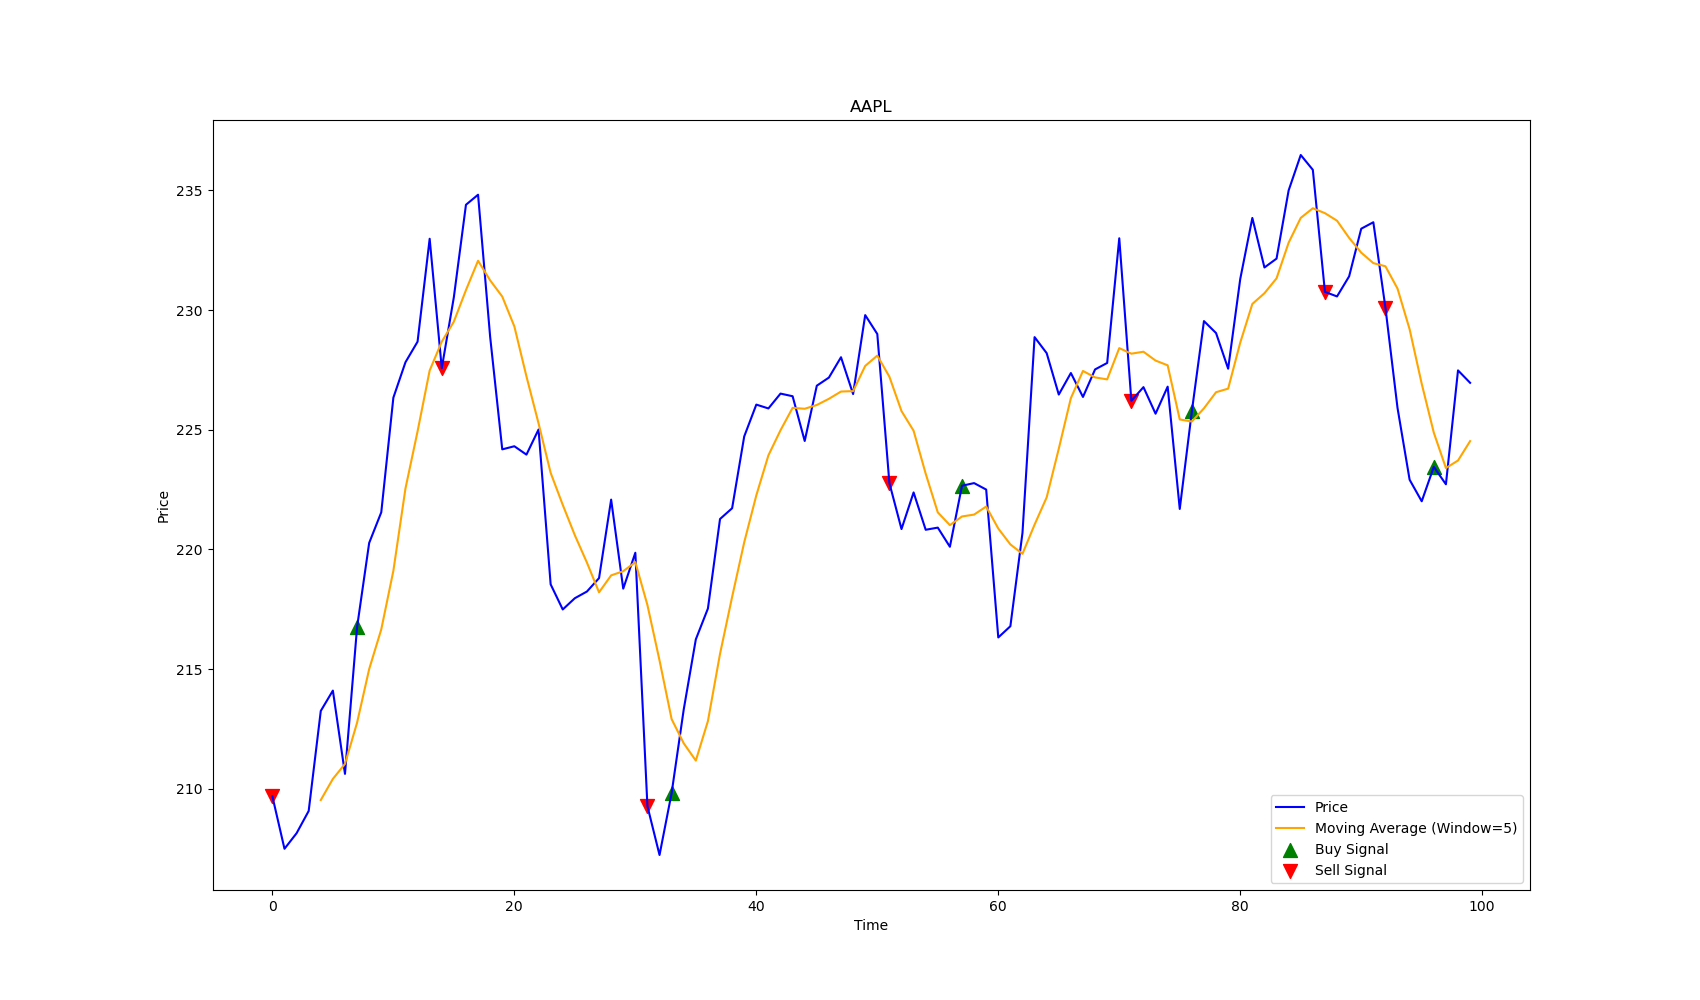 AAPL
235
230
225
220
215
210
Price
0
20
40
60
80
100
Time
Price
Moving Average (Window=5)
Buy Signal
Sell Signal